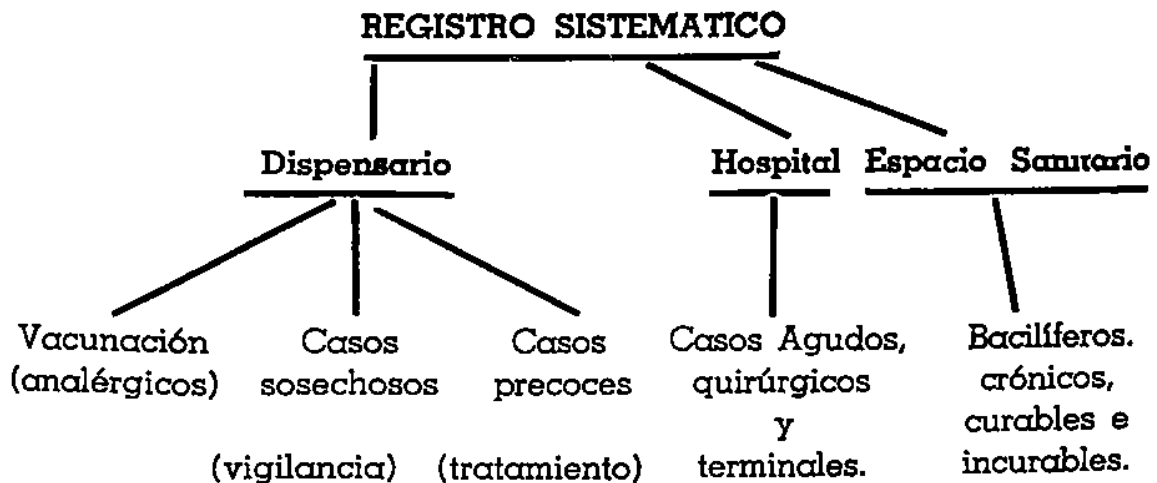 REGISTRO SISTEMATICO
Dispensario
Hospital
Espacio Sanitario
Vacunación
(analérgicos)
Casos
sosechosos
(vigilancia)
Casos
precoces
(tratamiento)
Casos Agudos,
quirúrgicos
y
terminales.
Bacilíferos.
crónicos,
curables e
incurables.